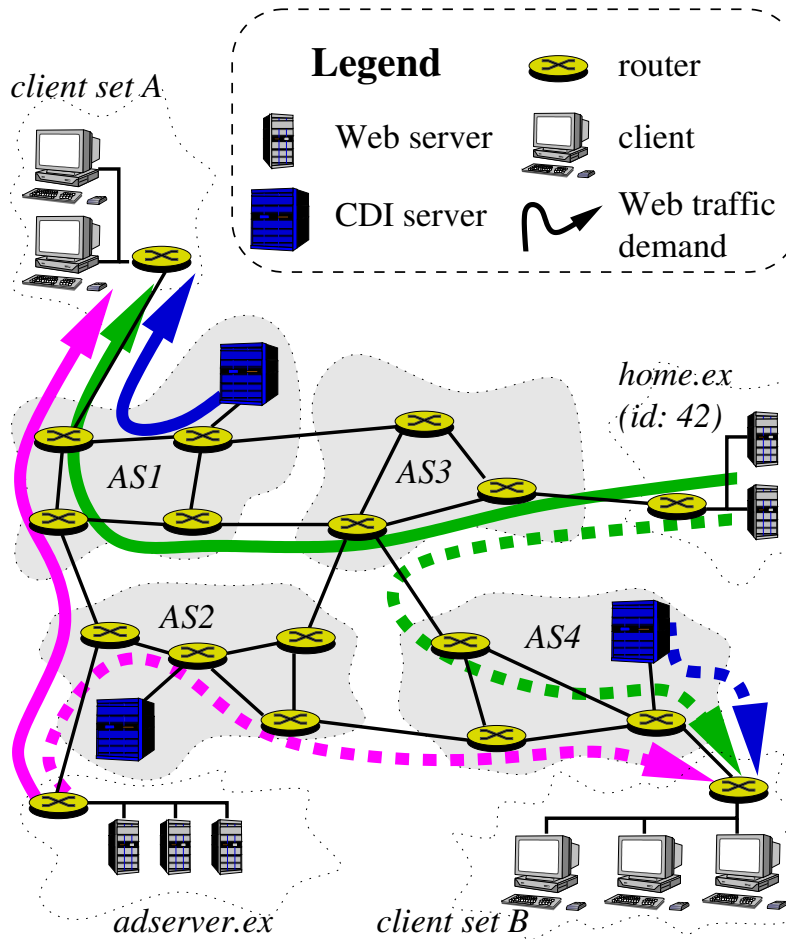 client set A
Legend
router
Web server
client
CDI server
Web traffic
demand
home.ex
(id: 42)
AS1
AS3
AS2
AS4
adserver.ex
client set B